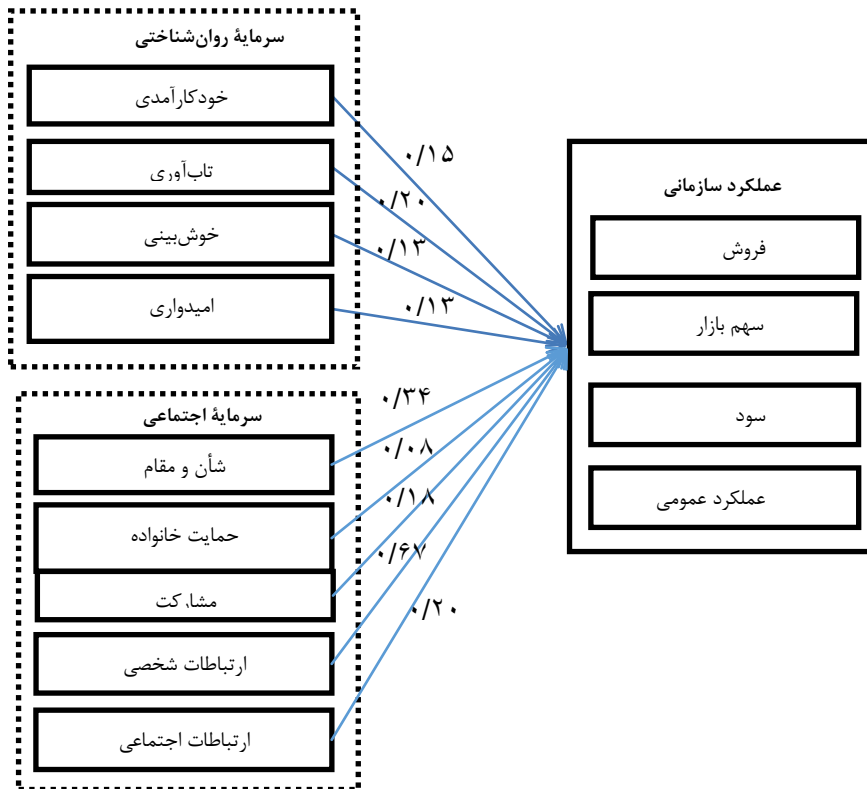 سرمایهٔ روان‌شناختی
خودکارآمدی
تاب‌آوری
خوش‌بینی
امیدواری
۰/۱۵
۰/۲۰
۰/۱۳
۰/۱۳
سرمایهٔ اجتماعی
شأن و مقام
حمایت خانواده
مشارکت
ارتباطات شخصی
ارتباطات اجتماعی
۰/۳۴
۰/۰۸
۰/۱۸
۰/۶۷
۰/۲۰
عملکرد سازمانی
فروش
سهم بازار
سود
عملکرد عمومی